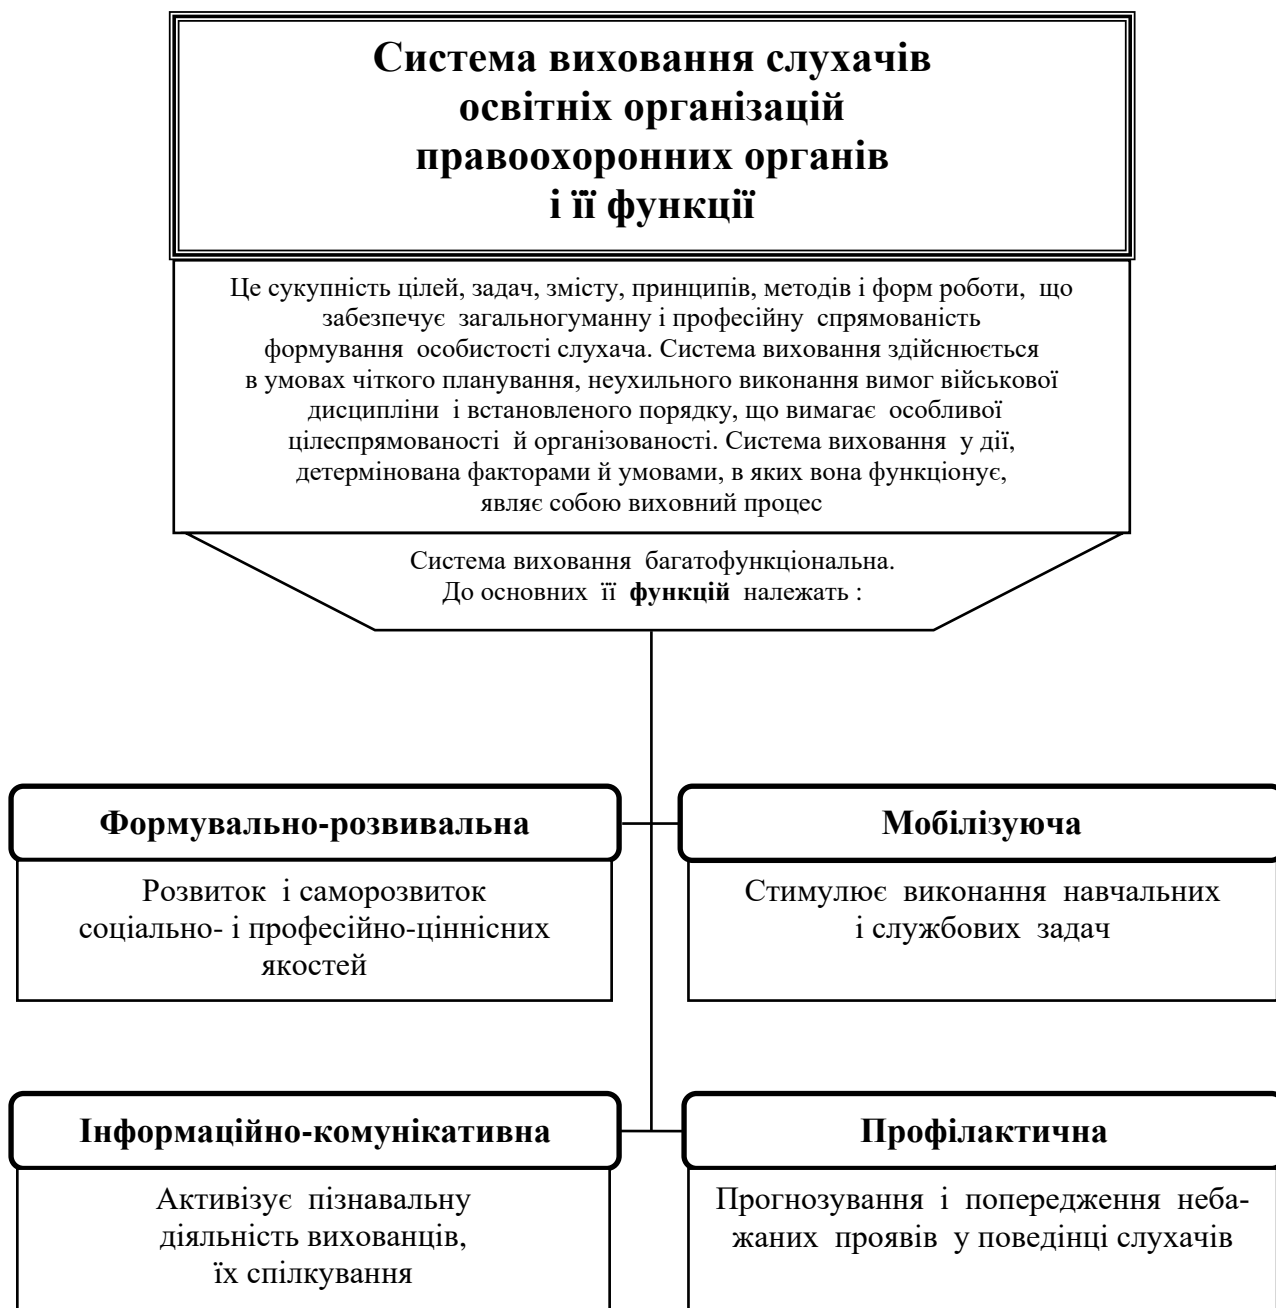 Система виховання слухачів
освітніх організацій
правоохоронних органів
і її функції
Це сукупність цілей, задач, змісту, принципів, методів і форм роботи, що
забезпечує загальногуманну і професійну спрямованість
формування особистості слухача. Система виховання здійснюється
в умовах чіткого планування, неухильного виконання вимог військової
дисципліни і встановленого порядку, що вимагає особливої
цілеспрямованості й організованості. Система виховання у дії,
детермінована факторами й умовами, в яких вона функціонує,
являє собою виховний процес
Система виховання багатофункціональна.
До основних її функцій належать :
Формувально-розвивальна
Розвиток і саморозвиток
соціально- і професійно-ціннісних
якостей
Мобілізуюча
Стимулює виконання навчальних
і службових задач
Інформаційно-комунікативна
Активізує пізнавальну
діяльність вихованців,
їх спілкування
Профілактична
Прогнозування і попередження неба-
жаних проявів у поведінці слухачів